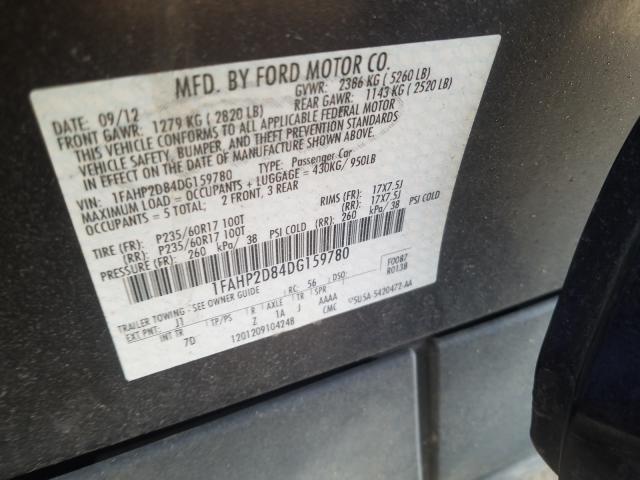 MFD. BY FORD MOTOR CO.
DATE: 09/12 GVWR: 2386 KG (5260 LB)
FRONT GAWR: 1279 KG (2820 LB) REAR GAWR: 1143 KG (2520 LB)
THIS VEHICLE CONFORMS TO ALL APPLICABLE FEDERAL MOTOR
VEHICLE SAFETY, BUMPER, AND THEFT PREVENTION STANDARDS
IN EFFECT ON THE DATE OF MANUFACTURE SHOWN ABOVE.
VIN: 1FAHP2D84DG159780 TYPE: Passenger Car
MAXIMUM LOAD = OCCUPANTS + LUGGAGE = 430KG/ 950LB
OCCUPANTS = 5 TOTAL; 2 FRONT, 3 REAR
TIRE (FR): P235/60R17 100T RIMS (FR): 17X7.5J
(RR): P235/60R17 100T (RR): 17X7.5J
PRESSURE (FR): 260 kPa/ 38 PSI COLD (RR): 260 kPa/ 38 PSI COLD
1FAHP2D84DG159780
F0087
R0138
TRAILER TOWING: SEE OWNER GUIDE RC: 56 DSO:
EXT PNT: J1 TP/PS R AXLE TR SPR
INT TR 7D Z 1A J AAAA CMC
1201209104248
5U5A 5420472-AA